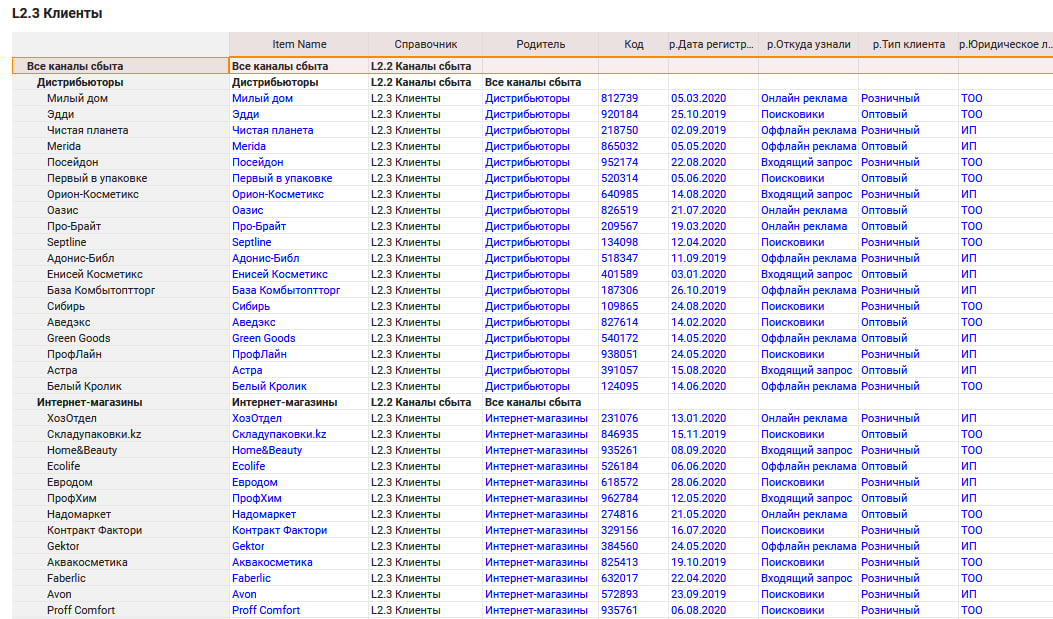 L2.3 Клиенты
Item Name Справочник Родитель Код р.Дата регистр... р.Откуда узнали р.Тип клиента р.Юридическое л...
Все каналы сбыта Все каналы сбыта L2.2 Каналы сбыта
Дистрибьюторы Дистрибьюторы L2.2 Каналы сбыта Все каналы сбыта
Милый дом Милый дом L2.3 Клиенты Дистрибьюторы 812739 05.03.2020 Онлайн реклама Розничный ТОО
Эдди Эдди L2.3 Клиенты Дистрибьюторы 920184 25.10.2019 Поисковики Оптовый ТОО
Чистая планета Чистая планета L2.3 Клиенты Дистрибьюторы 218750 02.09.2019 Оффлайн реклама Розничный ИП
Merida Merida L2.3 Клиенты Дистрибьюторы 865032 05.05.2020 Оффлайн реклама Оптовый ИП
Посейдон Посейдон L2.3 Клиенты Дистрибьюторы 952174 22.08.2020 Входящий запрос Розничный ТОО
Первый в упаковке Первый в упаковке L2.3 Клиенты Дистрибьюторы 520314 05.06.2020 Поисковики Оптовый ТОО
Орион-Косметикс Орион-Косметикс L2.3 Клиенты Дистрибьюторы 640985 14.08.2020 Входящий запрос Розничный ИП
Оазис Оазис L2.3 Клиенты Дистрибьюторы 826519 21.07.2020 Онлайн реклама Оптовый ТОО
Про-Брайт Про-Брайт L2.3 Клиенты Дистрибьюторы 209567 19.03.2020 Онлайн реклама Оптовый ТОО
Septline Septline L2.3 Клиенты Дистрибьюторы 134098 12.04.2020 Поисковики Розничный ТОО
Адонис-Библ Адонис-Библ L2.3 Клиенты Дистрибьюторы 518347 11.09.2019 Оффлайн реклама Розничный ИП
Енисей Косметикс Енисей Косметикс L2.3 Клиенты Дистрибьюторы 401589 03.01.2020 Входящий запрос Оптовый ИП
База Комбытоптторг База Комбытоптторг L2.3 Клиенты Дистрибьюторы 187306 26.10.2019 Оффлайн реклама Розничный ИП
Сибирь Сибирь L2.3 Клиенты Дистрибьюторы 109865 24.08.2020 Поисковики Розничный ТОО
Аведэкс Аведэкс L2.3 Клиенты Дистрибьюторы 827614 14.02.2020 Поисковики Оптовый ТОО
Green Goods Green Goods L2.3 Клиенты Дистрибьюторы 540172 14.05.2020 Оффлайн реклама Оптовый ИП
ПрофЛайн ПрофЛайн L2.3 Клиенты Дистрибьюторы 938051 24.05.2020 Поисковики Розничный ИП
Астра Астра L2.3 Клиенты Дистрибьюторы 391057 15.08.2020 Входящий запрос Оптовый ИП
Белый Кролик Белый Кролик L2.3 Клиенты Дистрибьюторы 124095 14.06.2020 Оффлайн реклама Розничный ТОО
Интернет-магазины Интернет-магазины L2.2 Каналы сбыта Все каналы сбыта
ХозОтдел ХозОтдел L2.3 Клиенты Интернет-магазины 231076 13.01.2020 Онлайн реклама Розничный ИП
Складупаковки.kz Складупаковки.kz L2.3 Клиенты Интернет-магазины 846935 15.11.2019 Поисковики Оптовый ТОО
Home&Beauty Home&Beauty L2.3 Клиенты Интернет-магазины 935261 08.09.2020 Входящий запрос Розничный ТОО
Ecolife Ecolife L2.3 Клиенты Интернет-магазины 526184 06.06.2020 Оффлайн реклама Оптовый ИП
Евродом Евродом L2.3 Клиенты Интернет-магазины 618572 28.06.2020 Поисковики Розничный ИП
ПрофХим ПрофХим L2.3 Клиенты Интернет-магазины 962784 12.05.2020 Входящий запрос Оптовый ИП
Надомаркет Надомаркет L2.3 Клиенты Интернет-магазины 274816 21.05.2020 Онлайн реклама Оптовый ТОО
Контракт Фактори Контракт Фактори L2.3 Клиенты Интернет-магазины 329156 16.07.2020 Поисковики Розничный ТОО
Gektor Gektor L2.3 Клиенты Интернет-магазины 384560 24.05.2020 Оффлайн реклама Розничный ИП
Аквакосметика Аквакосметика L2.3 Клиенты Интернет-магазины 825413 19.10.2019 Поисковики Розничный ТОО
Faberlic Faberlic L2.3 Клиенты Интернет-магазины 632017 22.04.2020 Входящий запрос Розничный ТОО
Avon Avon L2.3 Клиенты Интернет-магазины 572893 23.09.2019 Поисковики Розничный ИП
Proff Comfort Proff Comfort L2.3 Клиенты Интернет-магазины 935761 06.08.2020 Поисковики Розничный ТОО